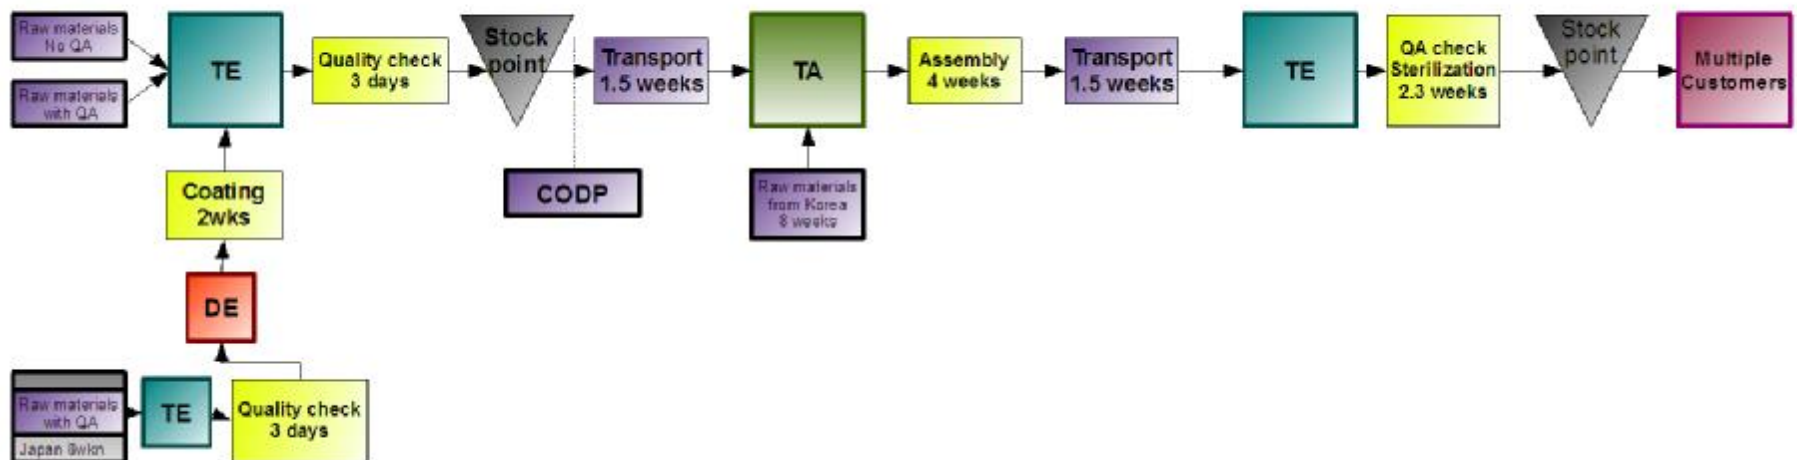 Raw materials
No QA
Raw materials
with QA
TE
Quality check
3 days
Stock
point
Transport
1.5 weeks
TA
Assembly
4 weeks
Transport
1.5 weeks
TE
QA check
Sterilization
2.3 weeks
Stock
point
Multiple
Customers
Coating
2wks
CODP
Raw materials
from Korea
8 weeks
DE
Raw materials
with QA
Japan
TE
Quality check
3 days